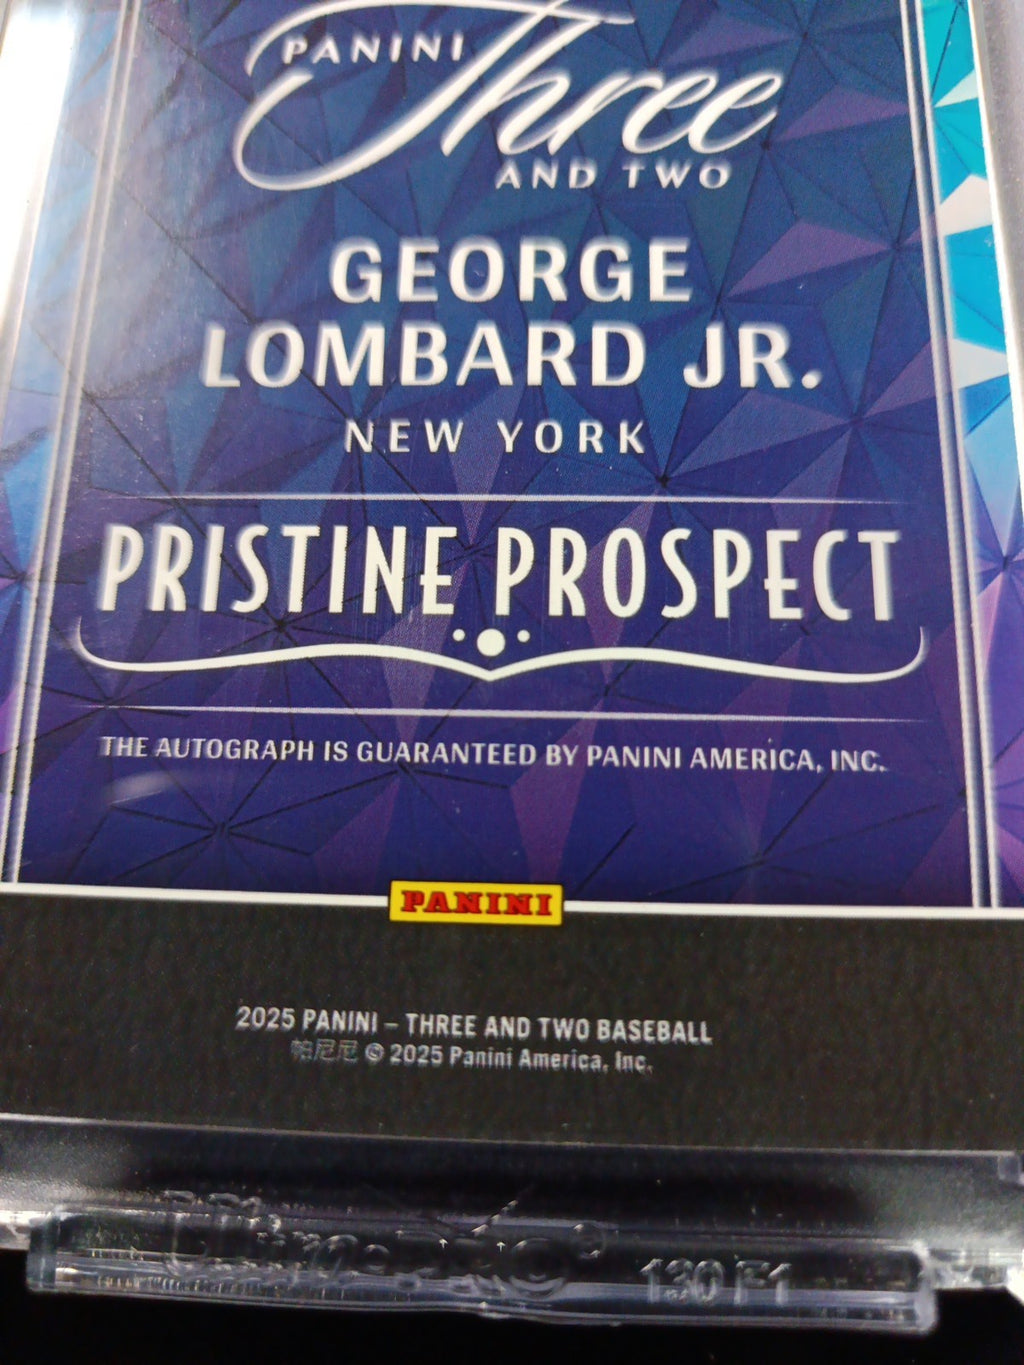 PANINI
Three
AND TWO
GEORGE
LOMBARD JR.
NEW YORK
PRISTINE PROSPECT
THE AUTOGRAPH IS GUARANTEED BY PANINI AMERICA, INC.
PANINI
2025 PANINI – THREE AND TWO BASEBALL
帕尼尼 © 2025 Panini America, Inc.
130 F1